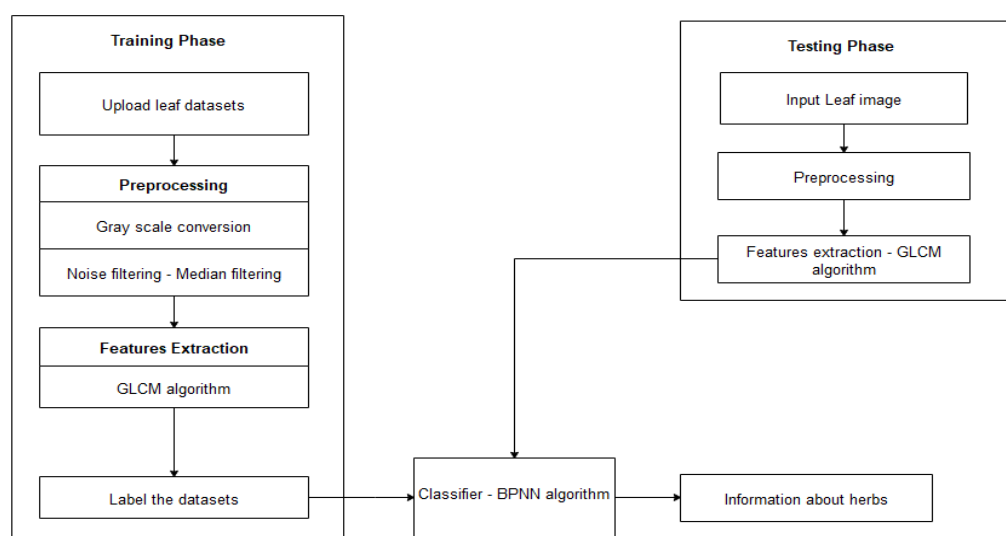 Training Phase
Upload leaf datasets
Preprocessing
Gray scale conversion
Noise filtering - Median filtering
Features Extraction
GLCM algorithm
Label the datasets
Testing Phase
Input Leaf image
Preprocessing
Features extraction - GLCM
algorithm
Classifier - BPNN algorithm
Information about herbs